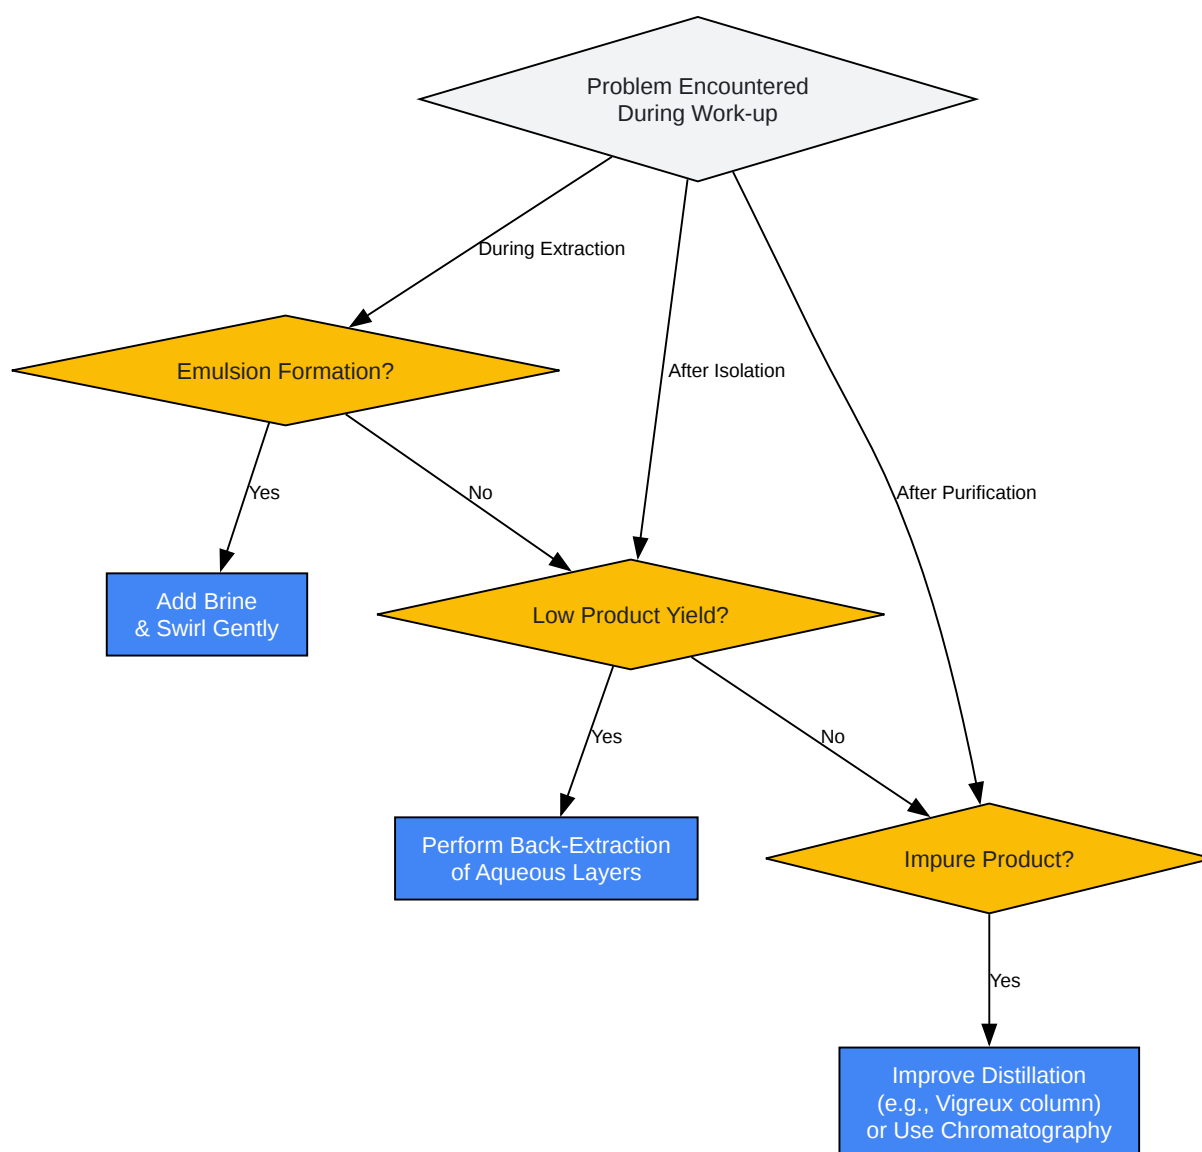 Problem Encountered
During Work-up
During Extraction
Emulsion Formation?
After Isolation
After Purification
Yes
No
Add Brine
& Swirl Gently
Low Product Yield?
Yes
No
Perform Back-Extraction
of Aqueous Layers
Impure Product?
Yes
Improve Distillation
(e.g., Vigreux column)
or Use Chromatography